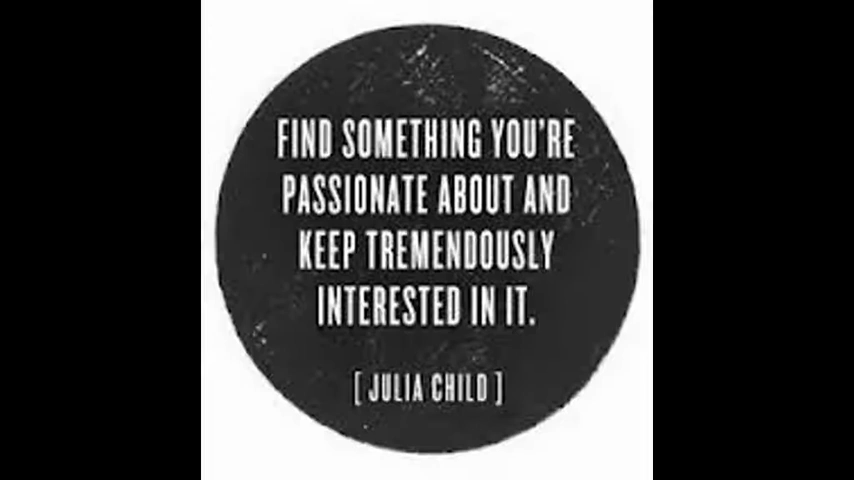 FIND SOMETHING YOU'RE
PASSIONATE ABOUT AND
KEEP TREMENDOUSLY
INTERESTED IN IT.
[ JULIA CHILD ]